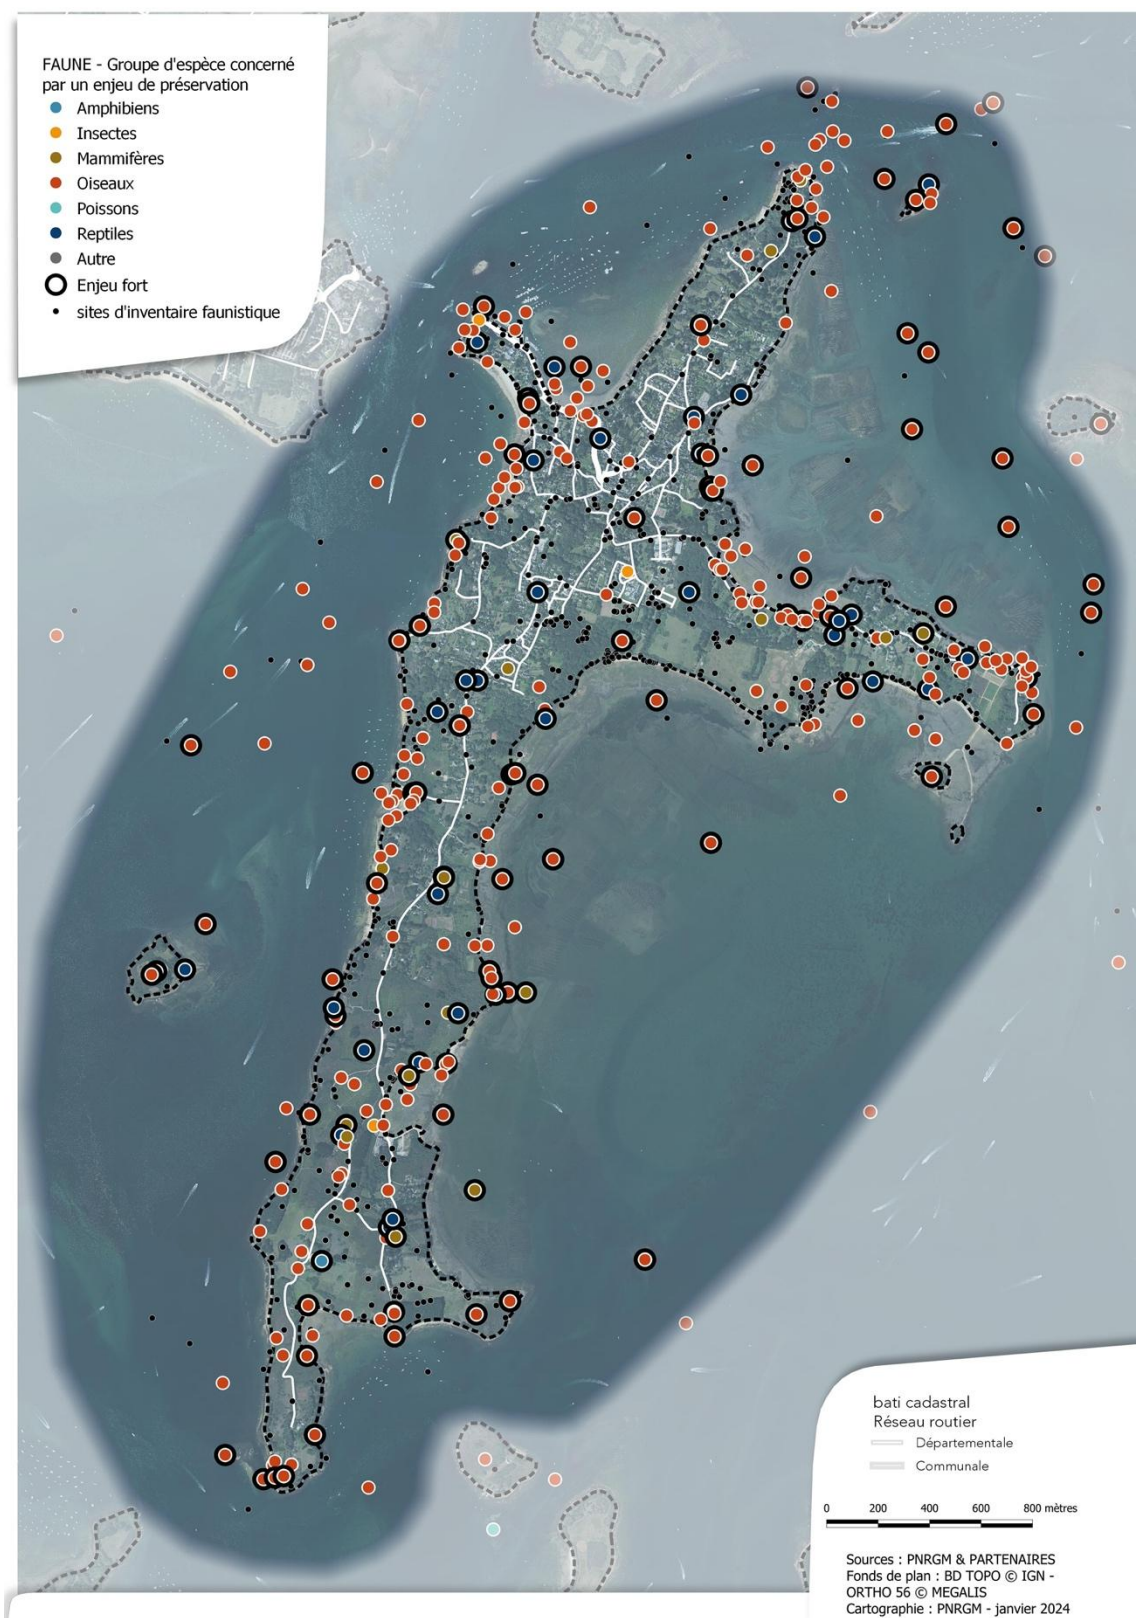 FAUNE - Groupe d'espèce concerné
par un enjeu de préservation
Amphibiens
Insectes
Mammifères
Oiseaux
Poissons
Reptiles
Autre
Enjeu fort
sites d'inventaire faunistique
bati cadastral
Réseau routier
Départementale
Communale
0 200 400 600 800 mètres
Sources : PNRGM & PARTENAIRES
Fonds de plan : BD TOPO © IGN -
ORTHO 56 © MEGALIS
Cartographie : PNRGM - janvier 2024